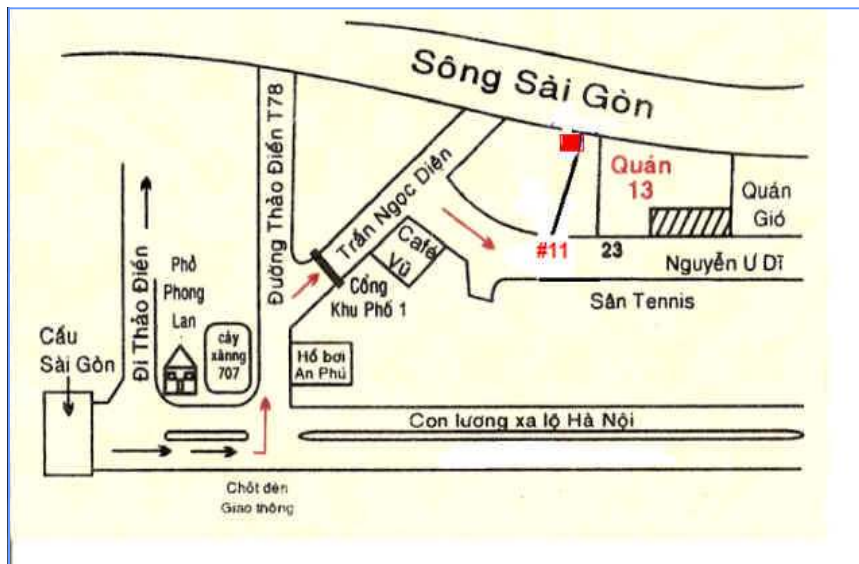 Sông Sài Gòn
Đường Thảo Điền T78
Trần Ngọc Diện
Quán
13
Quán
Gió
#11
23
Nguyễn Ư Dĩ
Sân Tennis
Café
Vũ
Cổng
Khu Phố 1
Đi Thảo Điền
Phở
Phong
Lan
Cầu
Sài Gòn
cây
xànng
707
Hồ bơi
An Phú
Con lương xa lộ Hà Nội
Chốt đèn
Giao thông